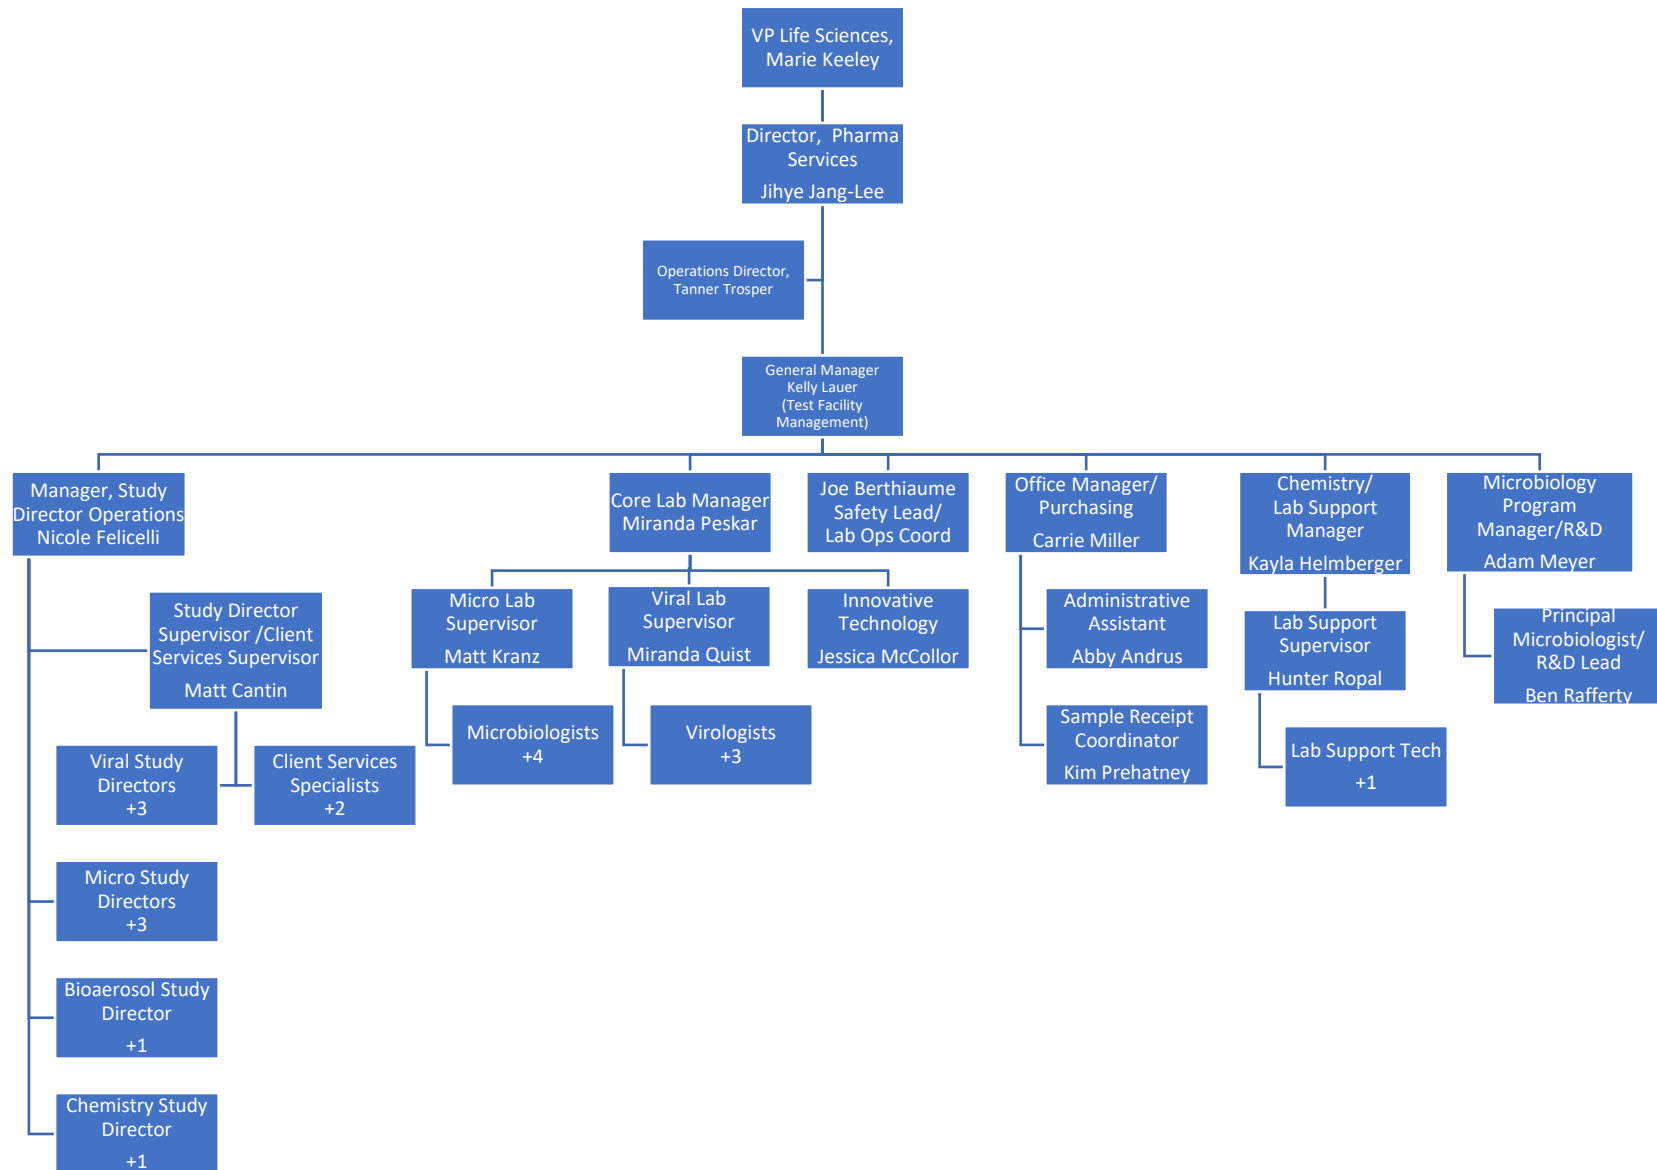 VP Life Sciences,
Marie Keeley
Director,  Pharma
Services
Jihye Jang-Lee
Operations Director,
Tanner Trosper
General Manager
Kelly Lauer
(Test Facility
Management)
Manager, Study
Director Operations
Nicole Felicelli
Core Lab Manager
Miranda Peskar
Joe Berthiaume
Safety Lead/
Lab Ops Coord
Office Manager/
Purchasing
Carrie Miller
Chemistry/
Lab Support
Manager
Kayla Helmberger
Microbiology
Program
Manager/R&D
Adam Meyer
Study Director
Supervisor /Client
Services Supervisor
Matt Cantin
Micro Lab
Supervisor
Matt Kranz
Viral Lab
Supervisor
Miranda Quist
Innovative
Technology
Jessica McCollor
Administrative
Assistant
Abby Andrus
Lab Support
Supervisor
Hunter Ropal
Principal
Microbiologist/
R&D Lead
Ben Rafferty
Viral Study
Directors
+3
Client Services
Specialists
+2
Microbiologists
+4
Virologists
+3
Sample Receipt
Coordinator
Kim Prehatney
Lab Support Tech
+1
Micro Study
Directors
+3
Bioaerosol Study
Director
+1
Chemistry Study
Director
+1